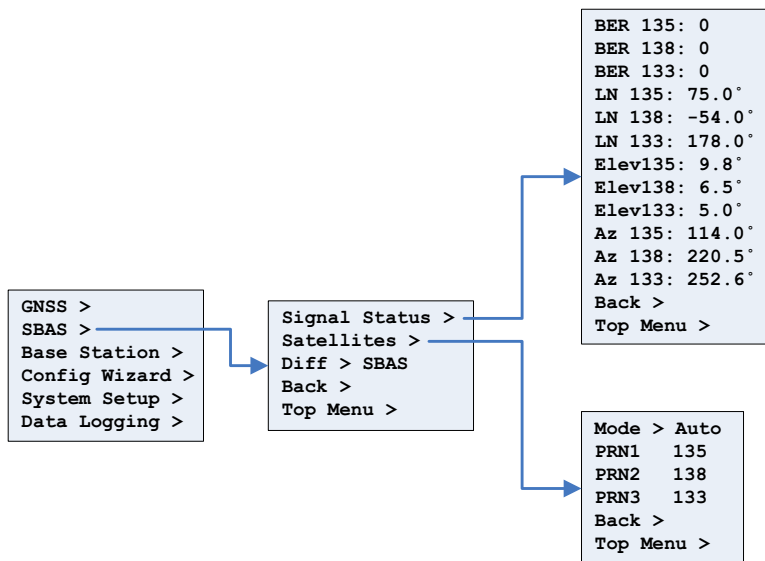 GNSS >
SBAS >
Base Station >
Config Wizard >
System Setup >
Data Logging >
Signal Status >
Satellites >
Diff > SBAS
Back >
Top Menu >
BER 135: 0
BER 138: 0
BER 133: 0
LN 135: 75.0°
LN 138: -54.0°
LN 133: 178.0°
Elev135: 9.8°
Elev138: 6.5°
Elev133: 5.0°
Az 135: 114.0°
Az 138: 220.5°
Az 133: 252.6°
Back >
Top Menu >
Mode > Auto
PRN1 135
PRN2 138
PRN3 133
Back >
Top Menu >